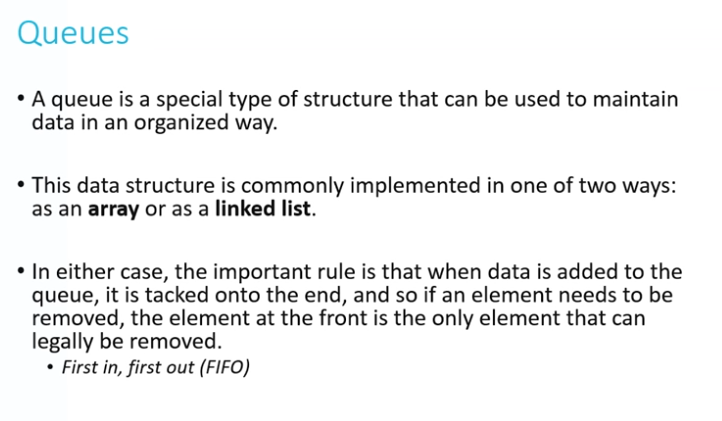 Queues
• A queue is a special type of structure that can be used to maintain
data in an organized way.
• This data structure is commonly implemented in one of two ways:
as an array or as a linked list.
• In either case, the important rule is that when data is added to the
queue, it is tacked onto the end, and so if an element needs to be
removed, the element at the front is the only element that can
legally be removed.
• First in, first out (FIFO)